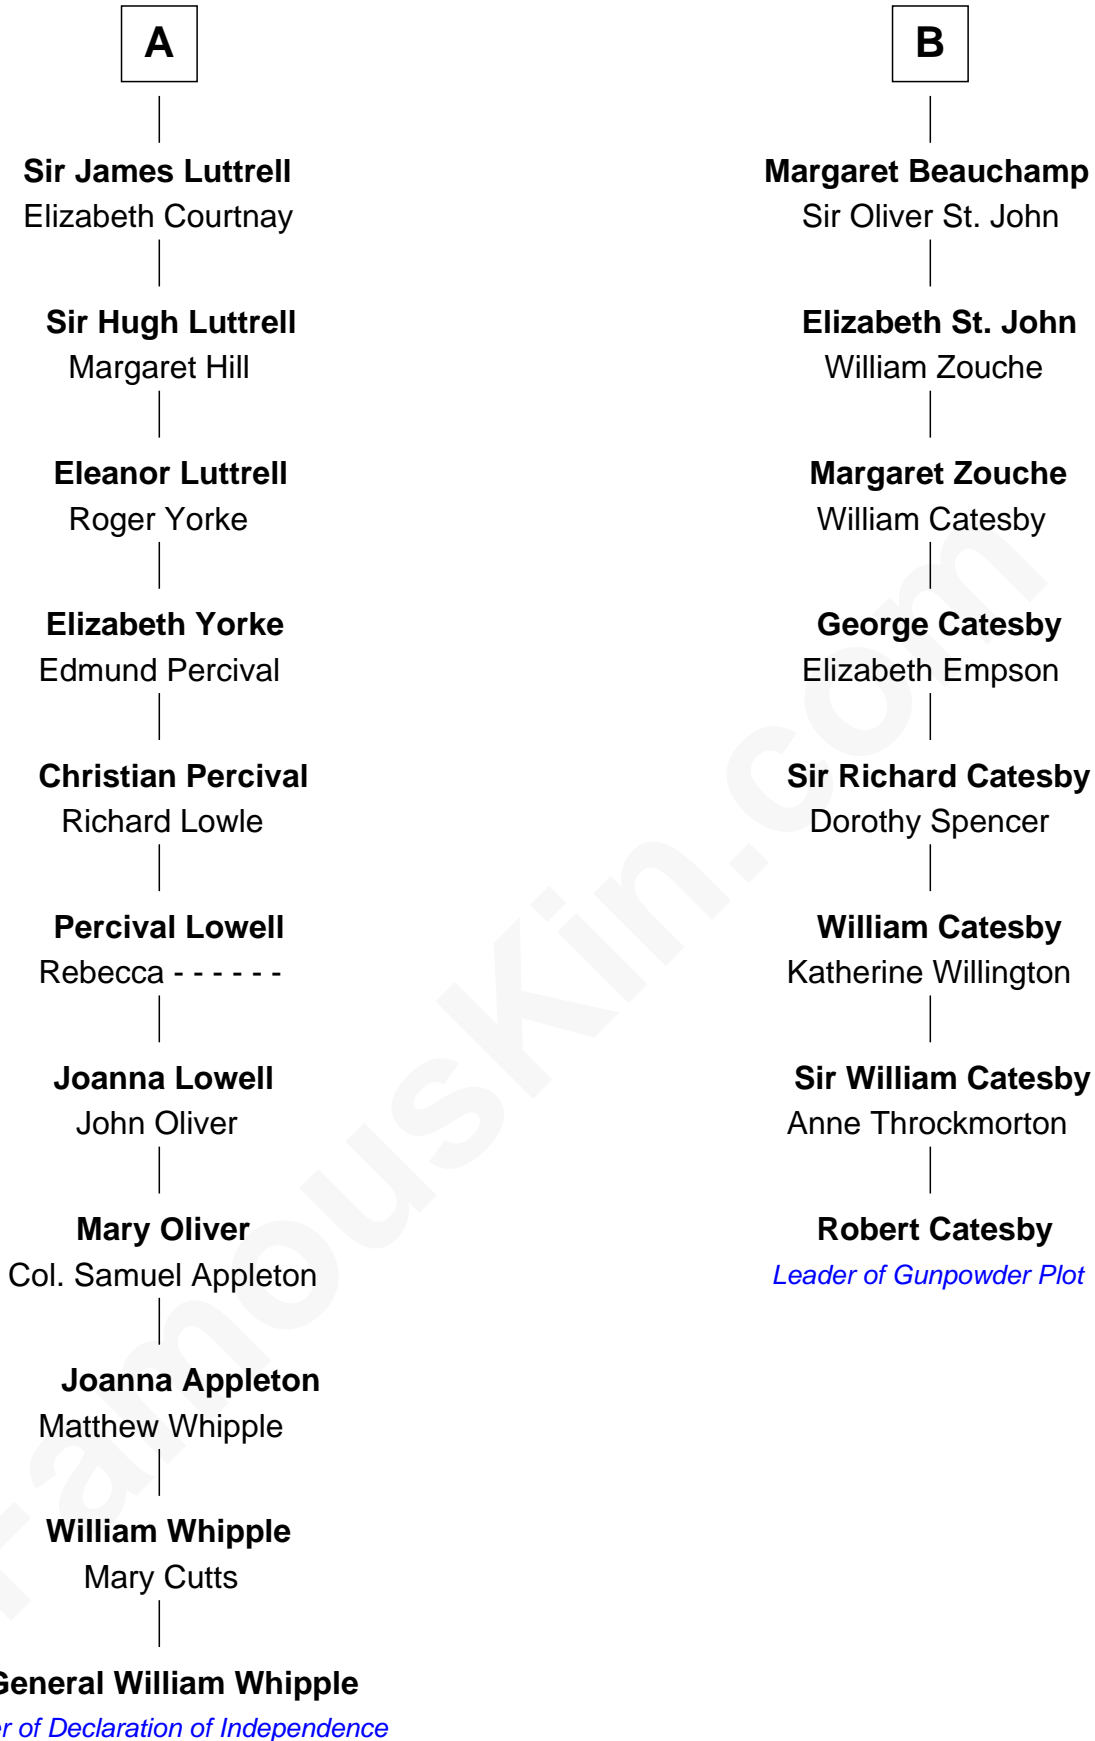 A
Sir James Luttrell
Elizabeth Courtnay
Sir Hugh Luttrell
Margaret Hill
Eleanor Luttrell
Roger Yorke
Elizabeth Yorke
Edmund Percival
Christian Percival
Richard Lowle
Percival Lowell
Rebecca - - - - - -
Joanna Lowell
John Oliver
Mary Oliver
Col. Samuel Appleton
Joanna Appleton
Matthew Whipple
William Whipple
Mary Cutts
General William Whipple
of Declaration of Independence
B
Margaret Beauchamp
Sir Oliver St. John
Elizabeth St. John
William Zouche
Margaret Zouche
William Catesby
George Catesby
Elizabeth Empson
Sir Richard Catesby
Dorothy Spencer
William Catesby
Katherine Willington
Sir William Catesby
Anne Throckmorton
Robert Catesby
Leader of Gunpowder Plot
FamousKin.com